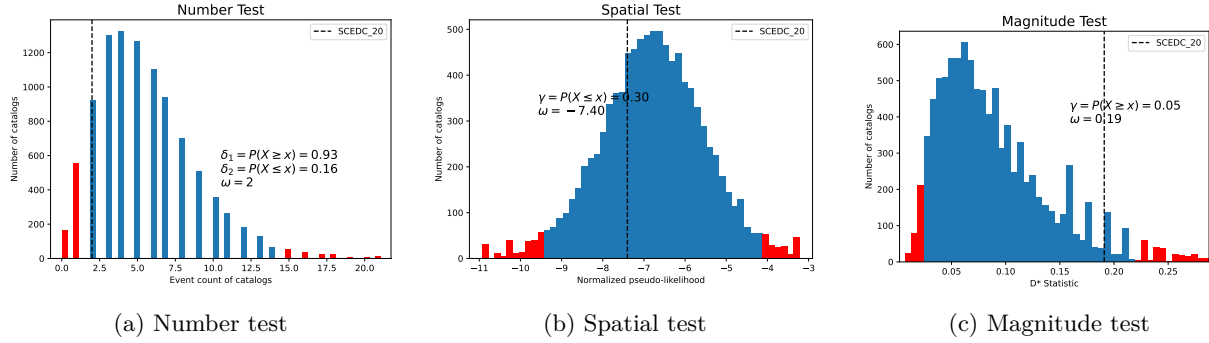 Number Test
SCEDC_20
Number of catalogs
1200
1000
800
600
400
200
0
δ₁ = P(X ≥ x) = 0.93
δ₂ = P(X ≤ x) = 0.16
ω = 2
0.0 2.5 5.0 7.5 10.0 12.5 15.0 17.5 20.0
Event count of catalogs
(a) Number test
Spatial Test
SCEDC_20
Number of catalogs
500
400
300
200
100
0
γ = P(X ≤ x) = 0.30
ω = −7.40
−11 −10 −9 −8 −7 −6 −5 −4 −3
Normalized pseudo-likelihood
(b) Spatial test
Magnitude Test
SCEDC_20
Number of catalogs
600
500
400
300
200
100
0
γ = P(X ≥ x) = 0.05
ω = 0.19
0.05 0.10 0.15 0.20 0.25
D* Statistic
(c) Magnitude test